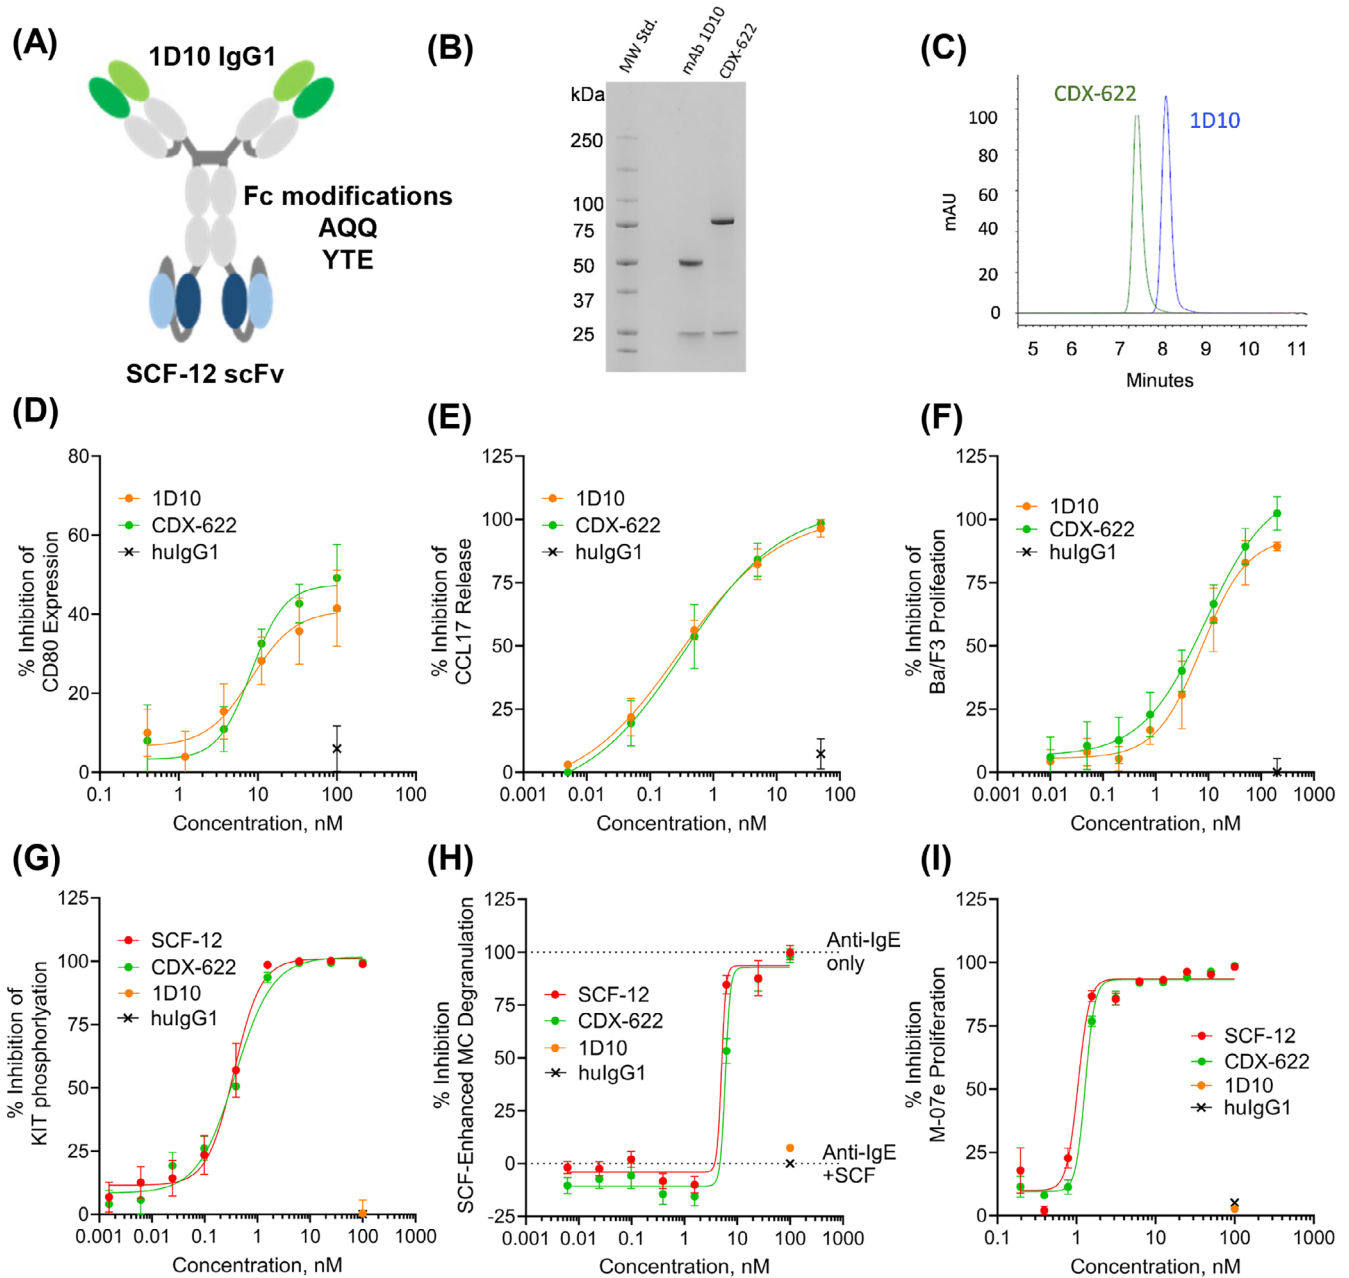 (A)
1D10 IgG1
Fc modifications
AQQ
YTE
SCF-12 scFv
(B)
MW Std.
mAb 1D10
CDX-622
kDa
250
100
75
50
37
25
(C)
CDX-622
1D10
mAU
100
80
60
40
20
0
5 6 7 8 9 10 11
Minutes
(D)
% Inhibition of
CD80 Expression
80
60
40
20
0
1D10
CDX-622
huIgG1
0.1 1 10 100 100
Concentration, nM
(E)
% Inhibition of
CCL17 Release
125
100
75
50
25
0
1D10
CDX-622
huIgG1
0.001 0.01 0.1 1 10 100
Concentration, nM
(F)
% Inhibition of
Ba/F3 Prolifeation
125
100
75
50
25
0
1D10
CDX-622
huIgG1
0.001 0.01 0.1 1 10 100 1000
Concentration, nM
(G)
% Inhibition of
KIT phosphorlyation
125
100
75
50
25
0
SCF-12
CDX-622
1D10
huIgG1
0.001 0.01 0.1 1 10 100 1000
Concentration, nM
(H)
% Inhibition
SCF-Enhanced MC Degranulation
125
100
75
50
25
0
-25
Anti-IgE
only
SCF-12
CDX-622
1D10
huIgG1
Anti-IgE
+SCF
0.001 0.01 0.1 1 10 100 1000
Concentration, nM
(I)
% Inhibition
M-07e Proliferation
125
100
75
50
25
0
SCF-12
CDX-622
1D10
huIgG1
0.1 1 10 100 1000
Concentration, nM